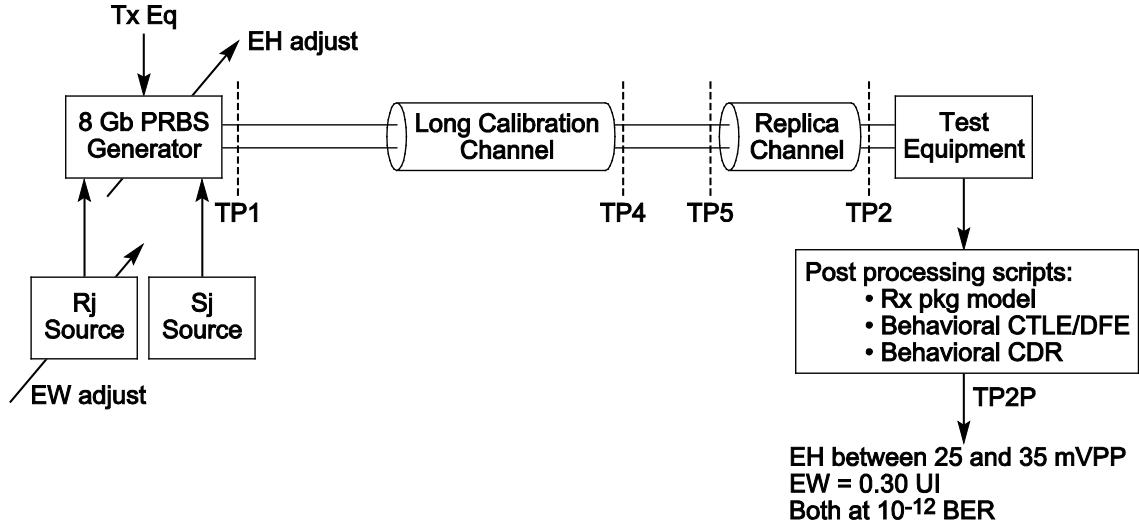 Tx Eq
EH adjust
8 Gb PRBS
Generator
TP1
Long Calibration
Channel
TP4
TP5
Replica
Channel
TP2
Test
Equipment
Rj
Source
Sj
Source
EW adjust
Post processing scripts:
• Rx pkg model
• Behavioral CTLE/DFE
• Behavioral CDR
TP2P
EH between 25 and 35 mVPP
EW = 0.30 UI
Both at 10-12 BER